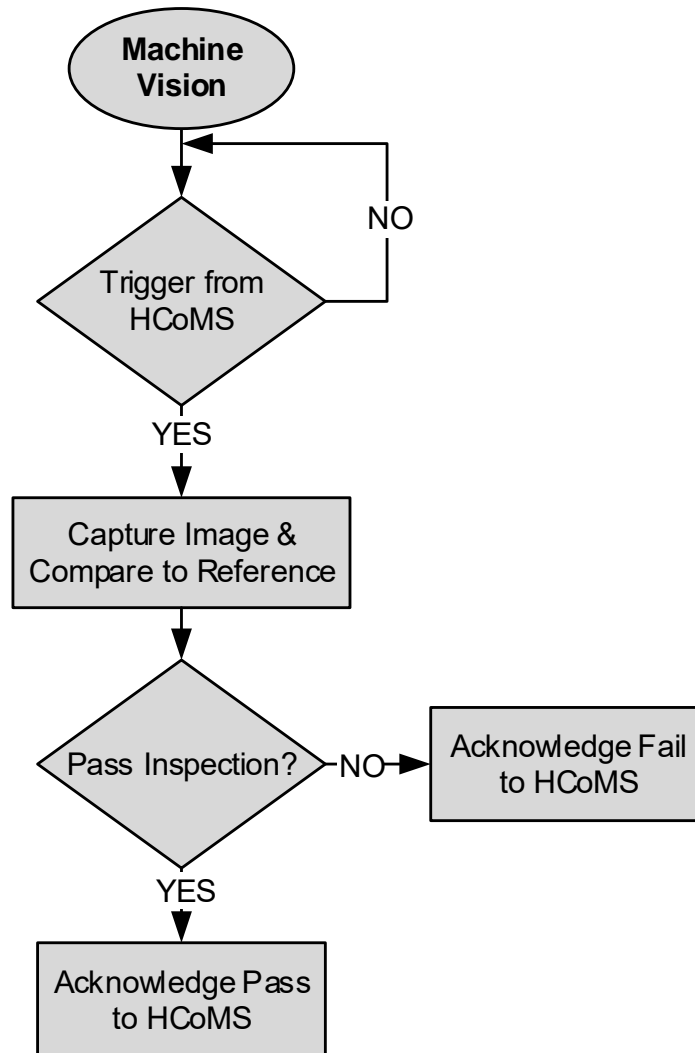 Machine
Vision
NO
Trigger from
HCoMS
YES
Capture Image &
Compare to Reference
Pass Inspection?
NO
Acknowledge Fail
to HCoMS
YES
Acknowledge Pass
to HCoMS